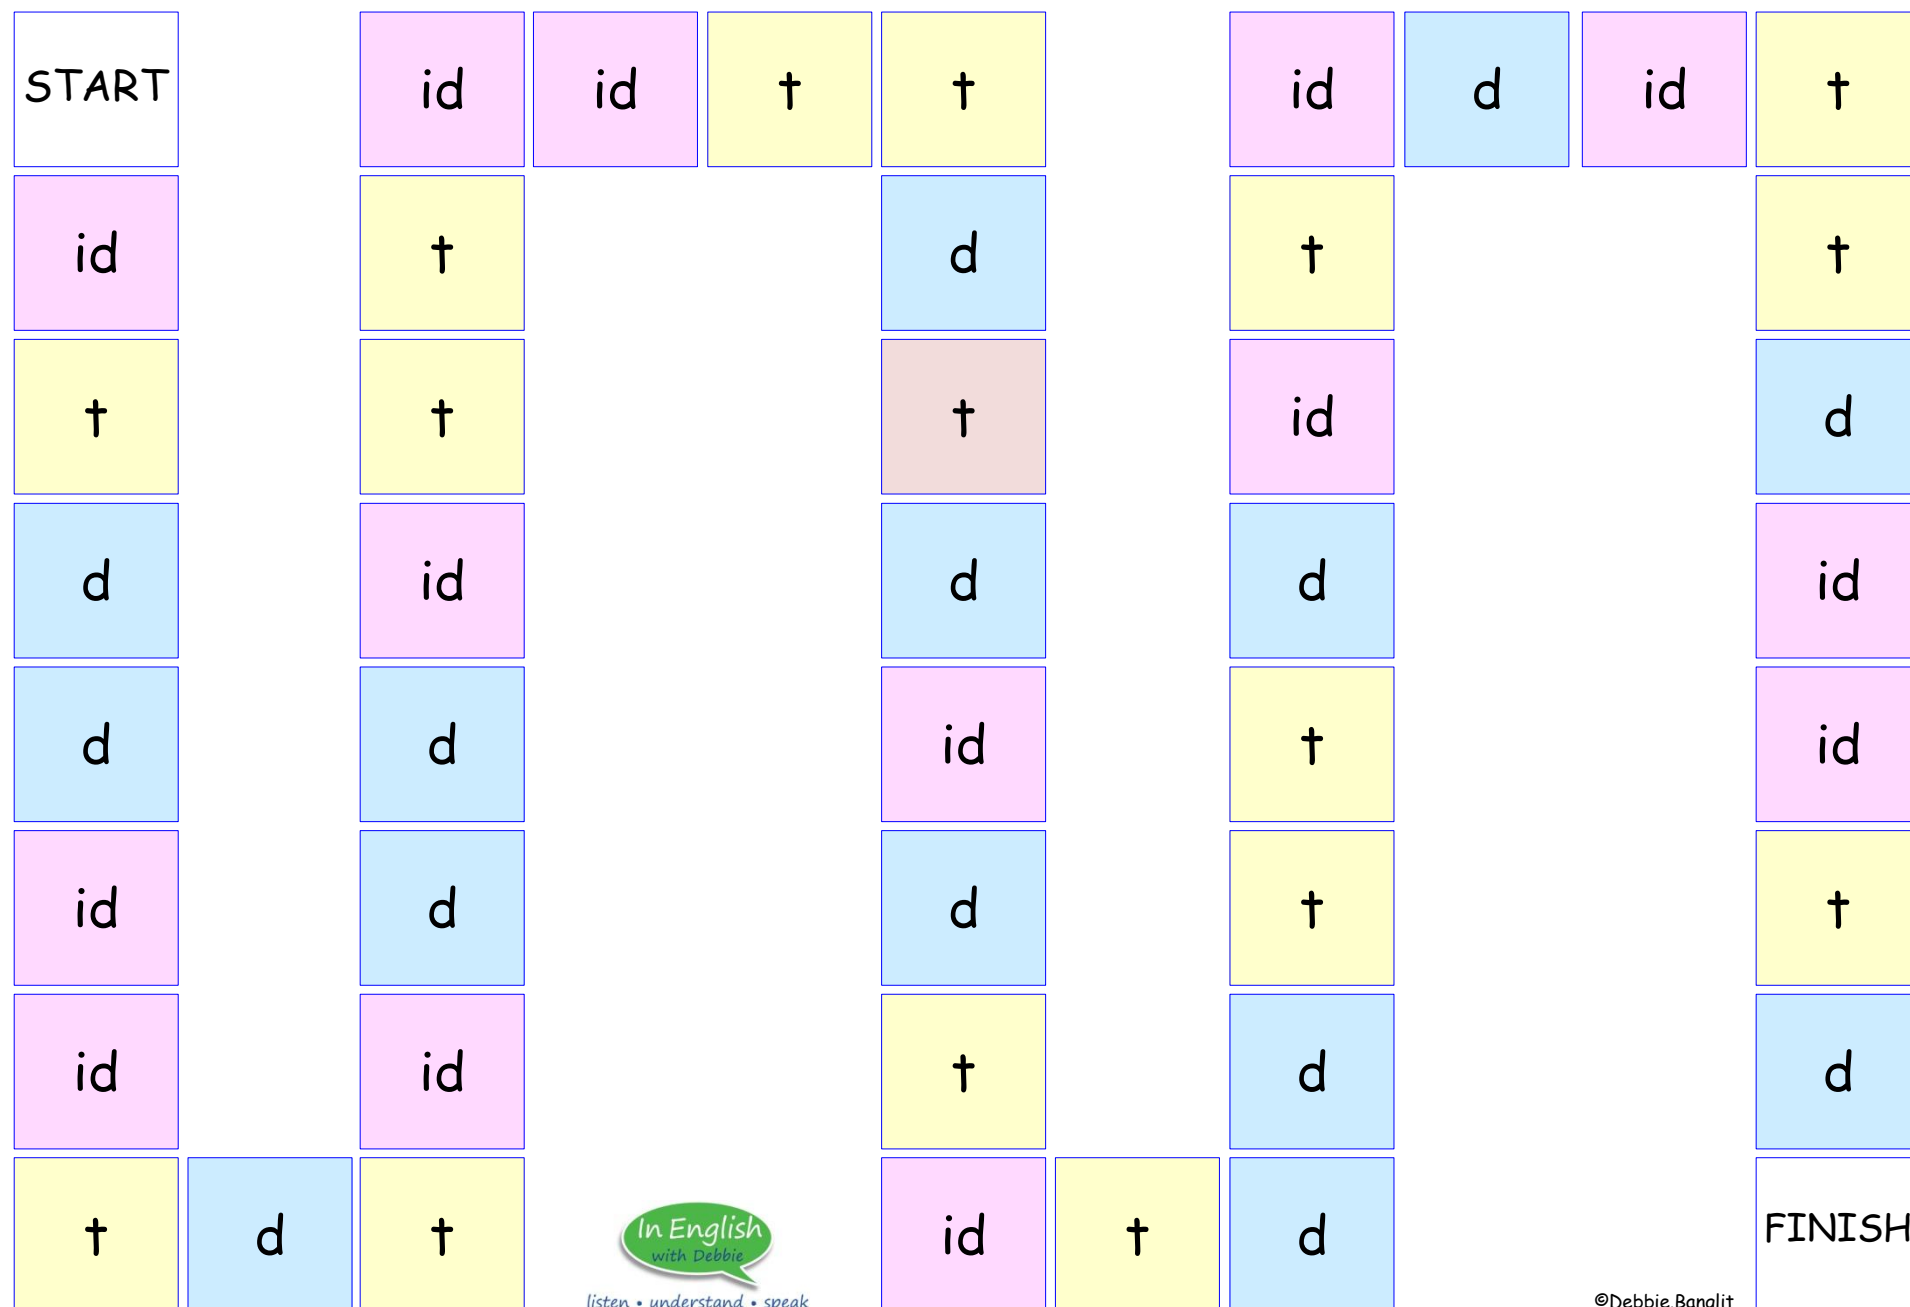 START id id t t id d id t
id t d t t
t t t id d
d id d d id
d d id t id
id d d t t
id id t d d
t d t id t d FINISH
In English
with Debbie
listen • understand • speak
©Debbie.Banglit